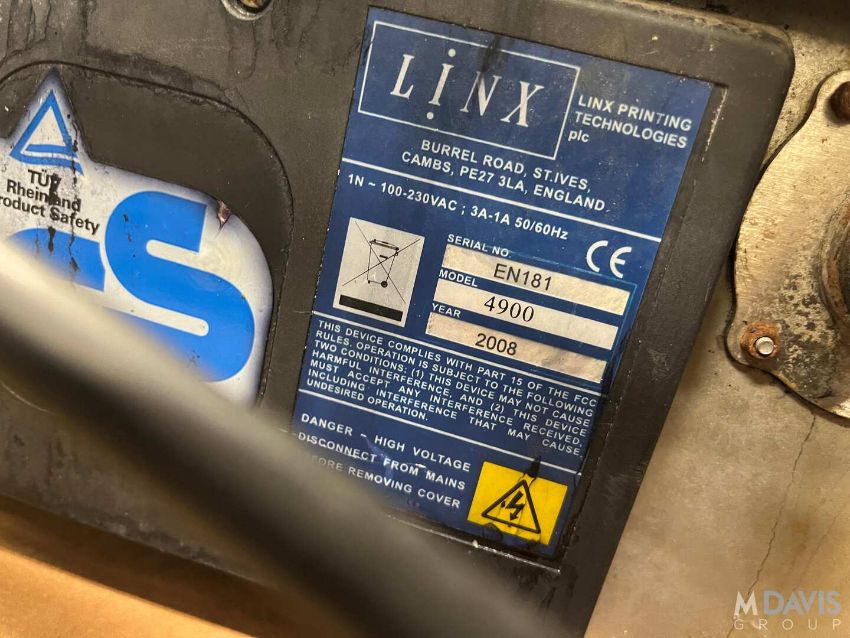 LINX
LINX PRINTING
TECHNOLOGIES
plc
BURREL ROAD, ST.IVES,
CAMBS, PE27 3LA, ENGLAND
1N ~ 100-230VAC ; 3A-1A 50/60Hz
CE
SERIAL NO.
EN181
MODEL
4900
YEAR
2008
THIS DEVICE COMPLIES WITH PART 15 OF THE FCC
RULES. OPERATION IS SUBJECT TO THE FOLLOWING
TWO CONDITIONS: (1) THIS DEVICE MAY NOT CAUSE
HARMFUL INTERFERENCE, AND (2) THIS DEVICE
MUST ACCEPT ANY INTERFERENCE RECEIVED,
INCLUDING INTERFERENCE THAT MAY CAUSE
UNDESIRED OPERATION.
DANGER - HIGH VOLTAGE
DISCONNECT FROM MAINS
REMOVING COVER
TÜV
Rheinland
Product Safety
GS
M DAVIS
GROUP